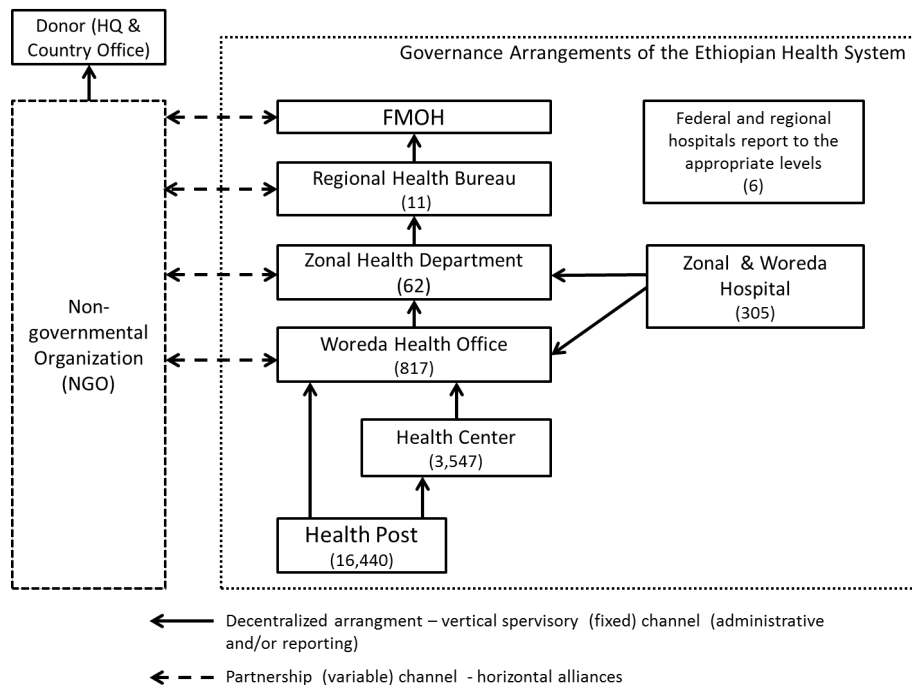 Donor (HQ &
Country Office)
Governance Arrangements of the Ethiopian Health System
FMOH
Federal and regional
hospitals report to the
appropriate levels
(6)
Regional Health Bureau
(11)
Zonal Health Department
(62)
Zonal & Woreda
Hospital
(305)
Non-
governmental
Organization
(NGO)
Woreda Health Office
(817)
Health Center
(3,547)
Health Post
(16,440)
Decentralized arrangment – vertical spervisory (fixed) channel (administrative
and/or reporting)
Partnership (variable) channel - horizontal alliances